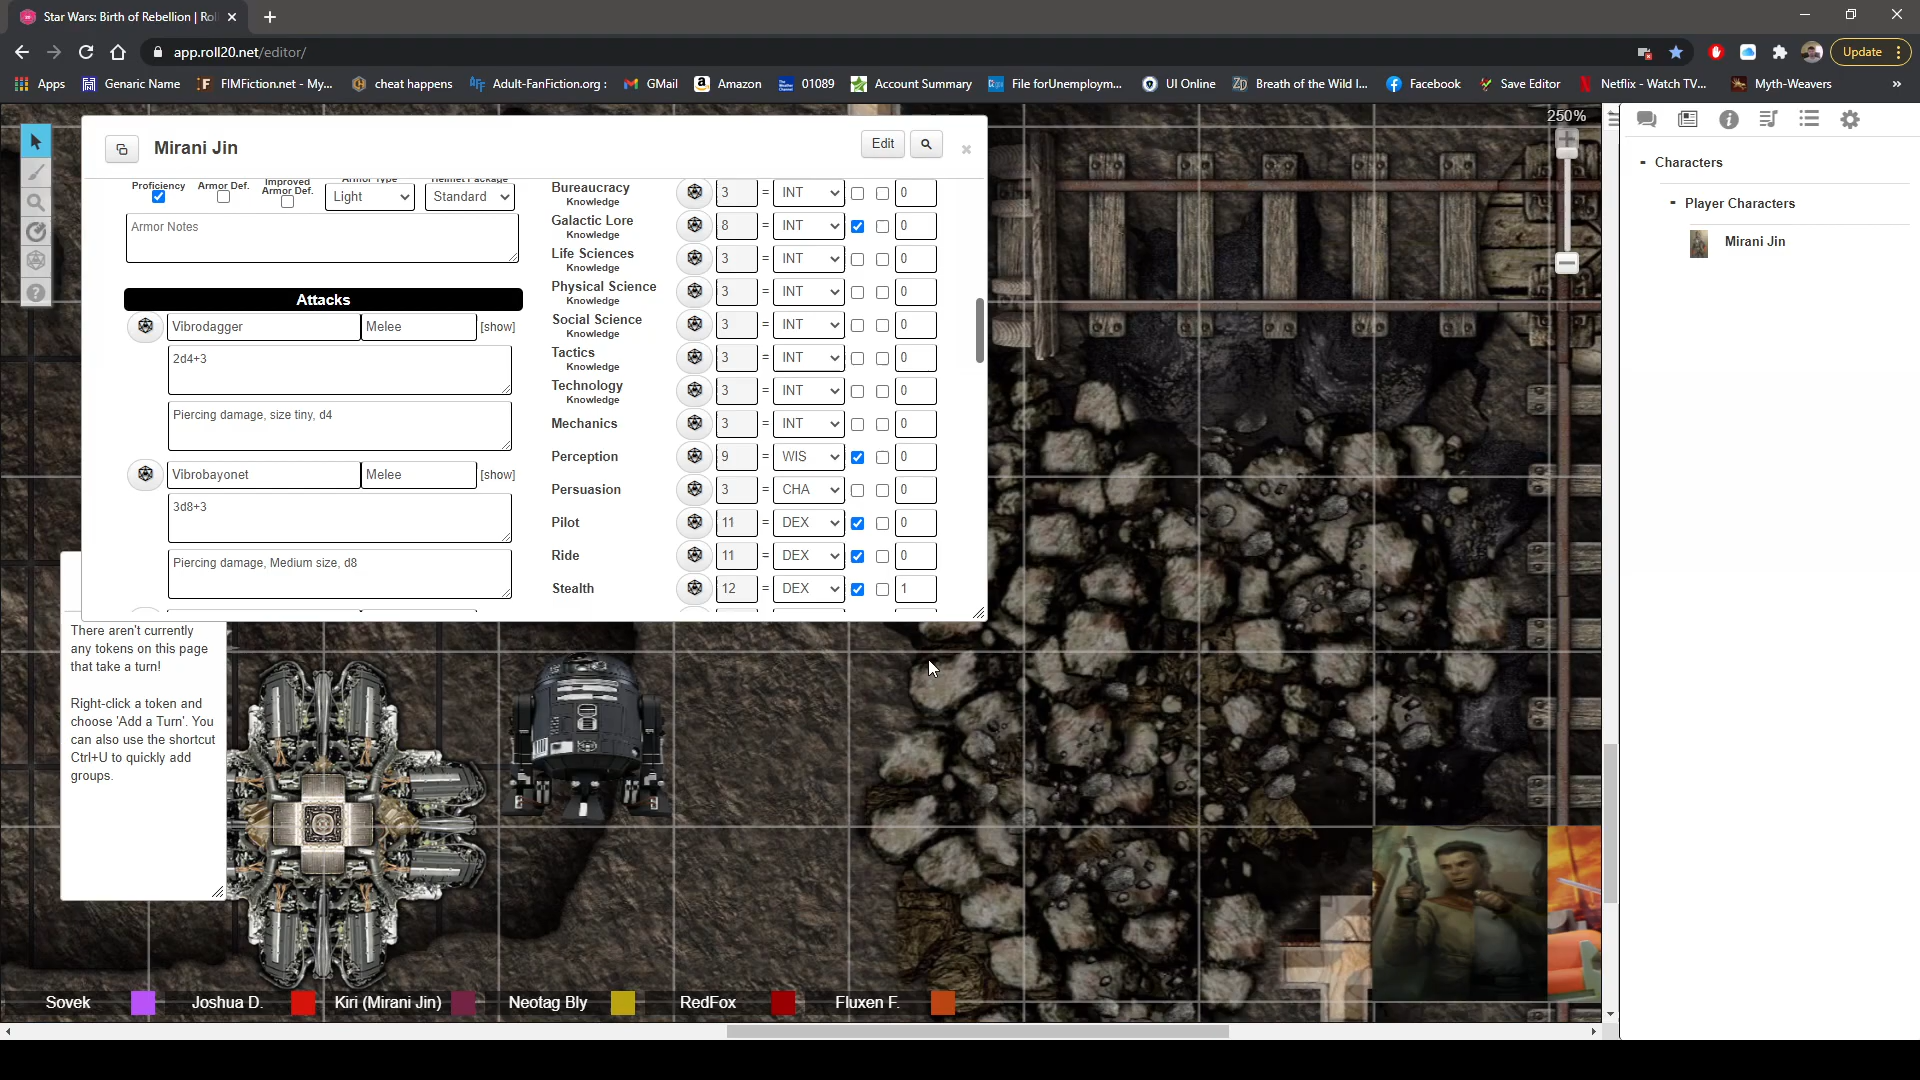 Star Wars: Birth of Rebellion | Rol
app.roll20.net/editor/
Update
Apps
Genaric Name
FIMFiction.net - My...
cheat happens
Adult-FanFiction.org :
GMail
Amazon
01089
Account Summary
File forUnemploym...
UI Online
Breath of the Wild I...
Facebook
Save Editor
Netflix - Watch TV...
Myth-Weavers
»
250%
Mirani Jin
Edit
Proficiency
Armor Def.
Improved
Armor Def.
Armor Type
Helmet Package
Light
Standard
Armor Notes
Attacks
Vibrodagger
Melee
[show]
2d4+3
Piercing damage, size tiny, d4
Vibrobayonet
Melee
[show]
3d8+3
Piercing damage, Medium size, d8
Bureaucracy
Knowledge
3 = INT 0
Galactic Lore
Knowledge
8 = INT 0
Life Sciences
Knowledge
3 = INT 0
Physical Science
Knowledge
3 = INT 0
Social Science
Knowledge
3 = INT 0
Tactics
Knowledge
3 = INT 0
Technology
Knowledge
3 = INT 0
Mechanics
3 = INT 0
Perception
9 = WIS 0
Persuasion
3 = CHA 0
Pilot
11 = DEX 0
Ride
11 = DEX 0
Stealth
12 = DEX 1
There aren't currently
any tokens on this page
that take a turn!
Right-click a token and
choose 'Add a Turn'. You
can also use the shortcut
Ctrl+U to quickly add
groups.
Sovek
Joshua D.
Kiri (Mirani Jin)
Neotag Bly
RedFox
Fluxen F.
Characters
Player Characters
Mirani Jin